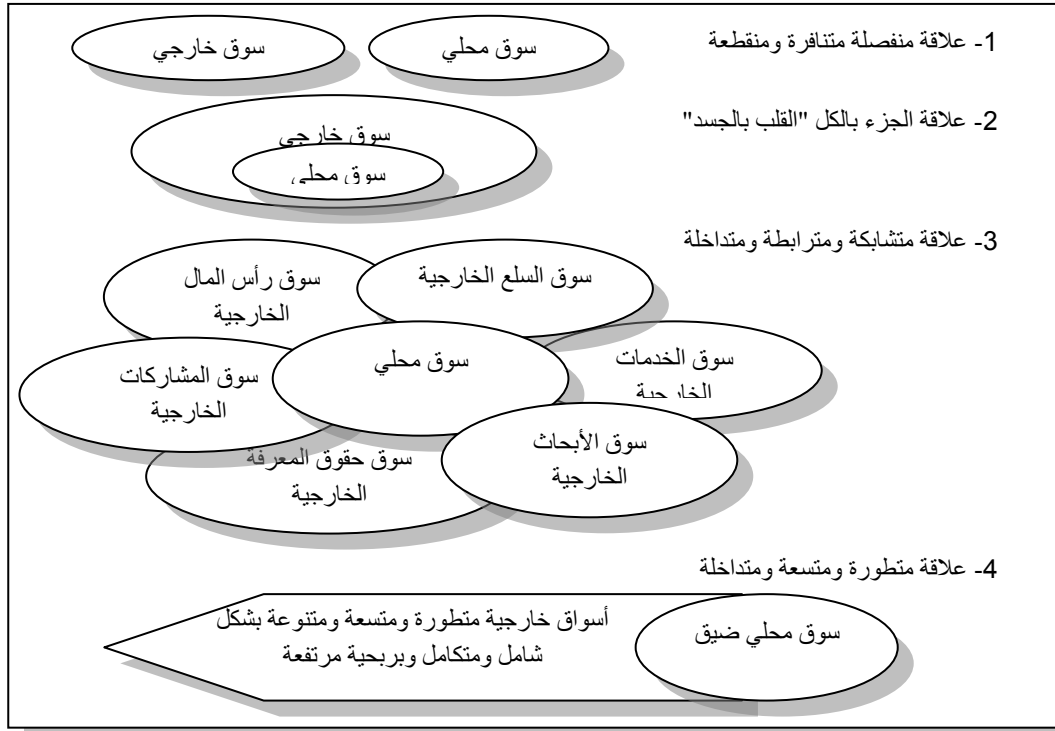 1- علاقة منفصلة متنافرة ومنقطعة
سوق محلي
سوق خارجي
2- علاقة الجزء بالكل "القلب بالجسد"
سوق خارجي
سوق محلي
3- علاقة متشابكة ومترابطة ومتداخلة
سوق السلع الخارجية
سوق رأس المال
الخارجية
سوق الخدمات
الخارجية
سوق محلي
سوق المشاركات
الخارجية
سوق الأبحاث
الخارجية
سوق حقوق المعرفة
الخارجية
4- علاقة متطورة ومتسعة ومتداخلة
سوق محلي ضيق
أسواق خارجية متطورة ومتسعة ومتنوعة بشكل
شامل ومتكامل وبربحية مرتفعة